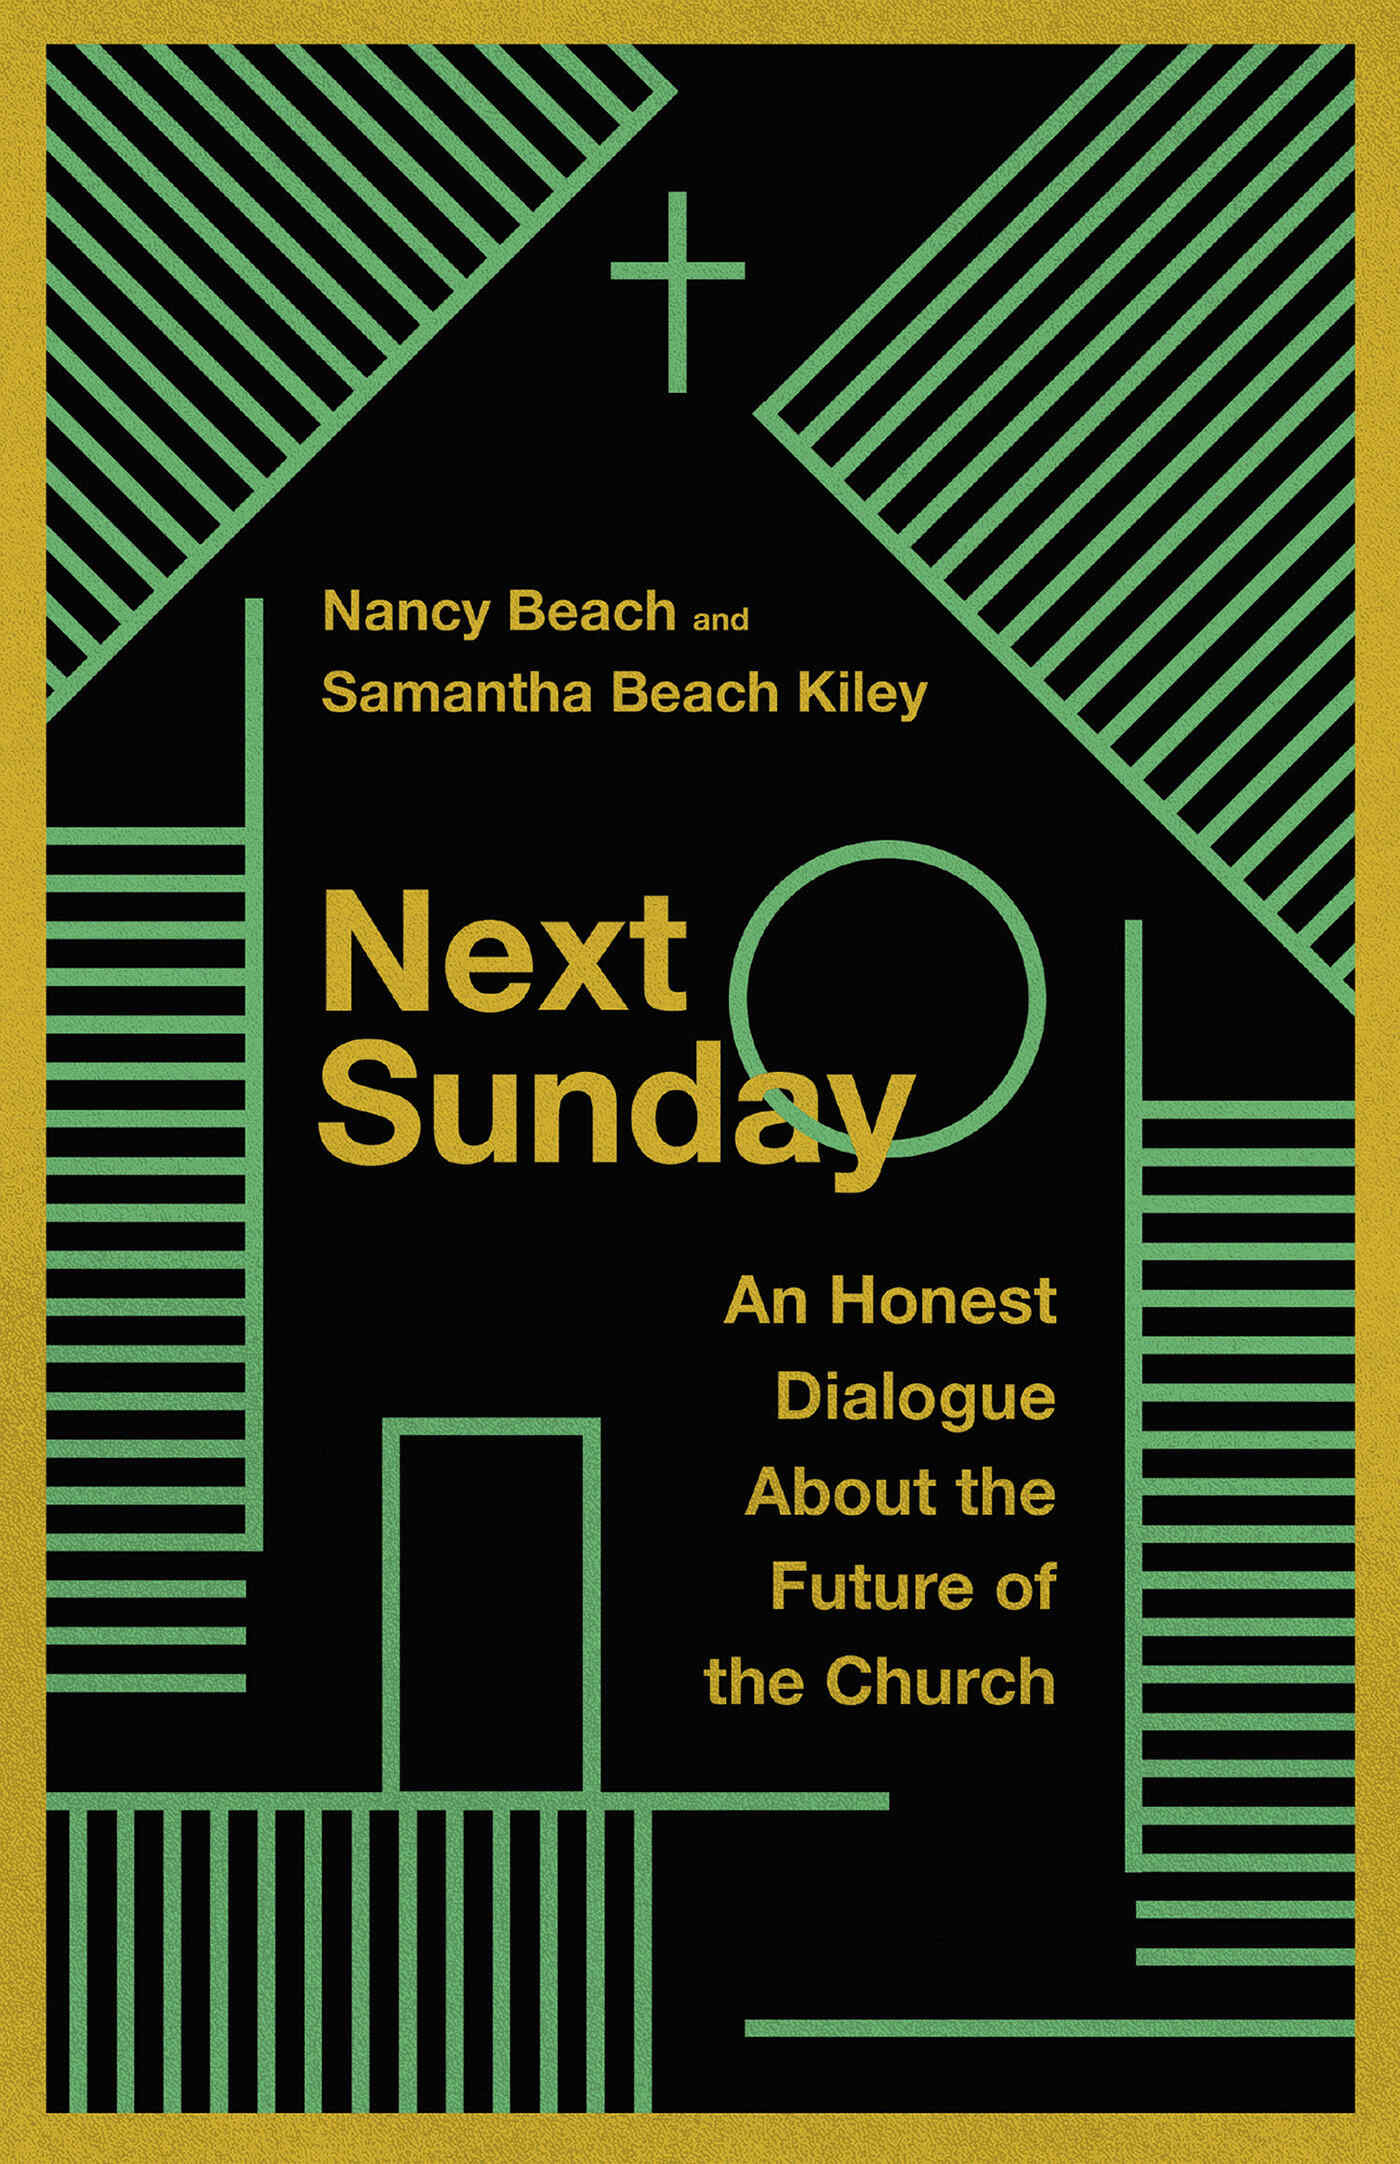 Nancy Beach and
Samantha Beach Kiley
Next
Sunday
An Honest
Dialogue
About the
Future of
the Church